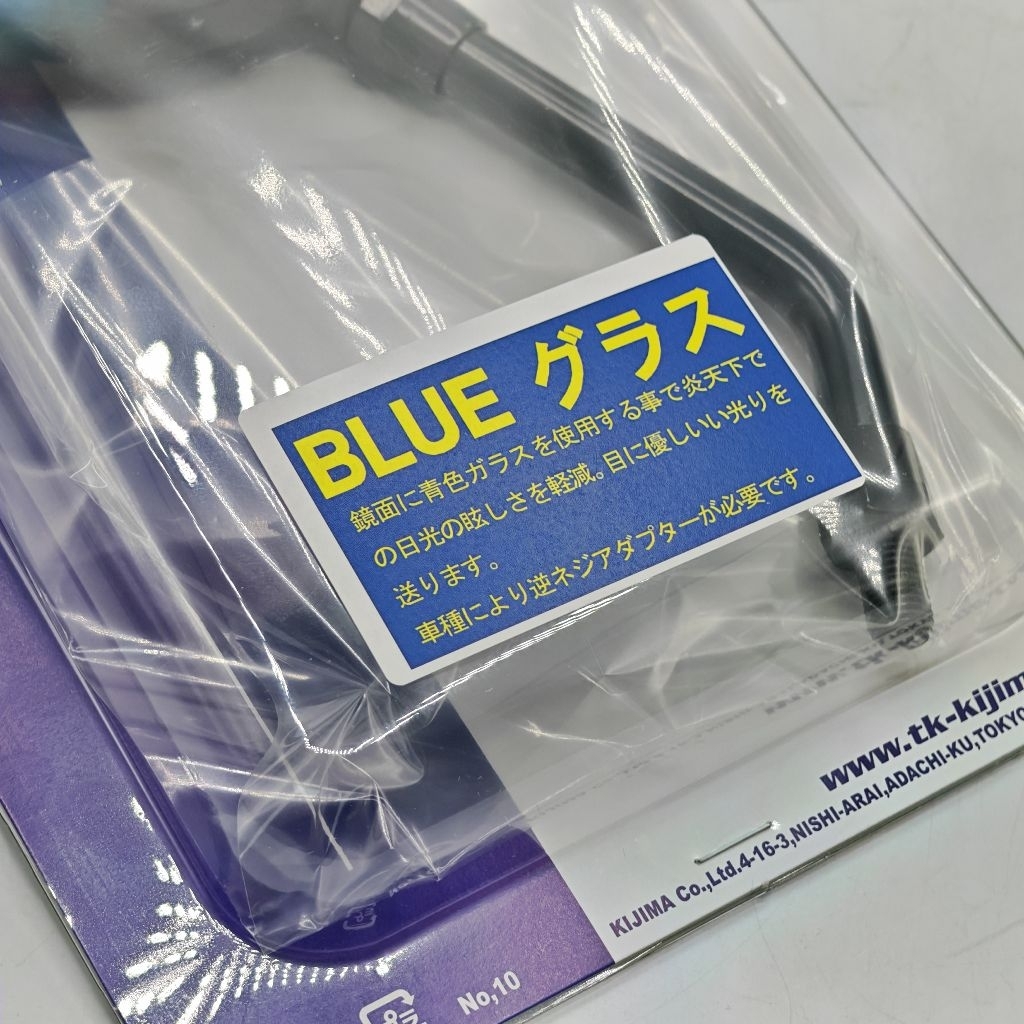 BLUE グラス
鏡面に青色ガラスを使用する事で炎天下で
の日光の眩しさを軽減。目に優しいい光りを
送ります。
車種により逆ネジアダプターが必要です。
www.tk-kijim
KIJIMA Co.,Ltd.4-16-3,NISHI-ARAI,ADACHI-KU,TOKYO
No,10
プラ